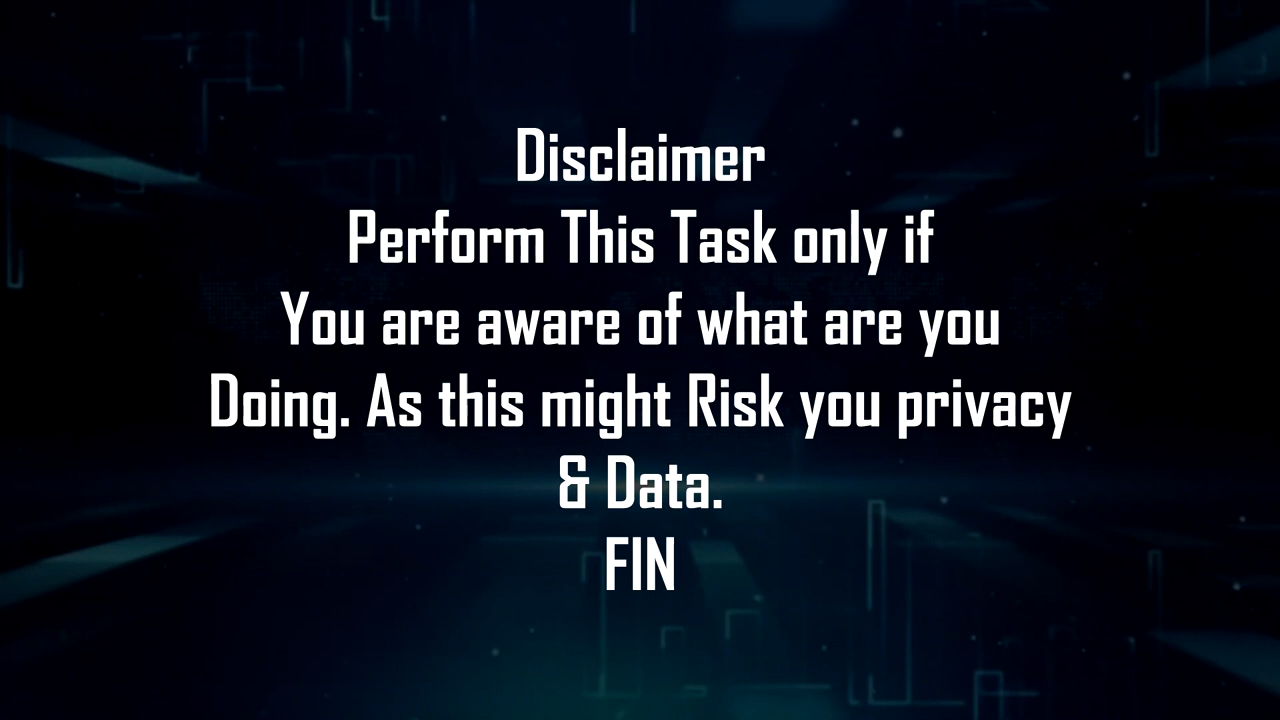 Disclaimer
Perform This Task only if
You are aware of what are you
Doing. As this might Risk you privacy
& Data.
FIN